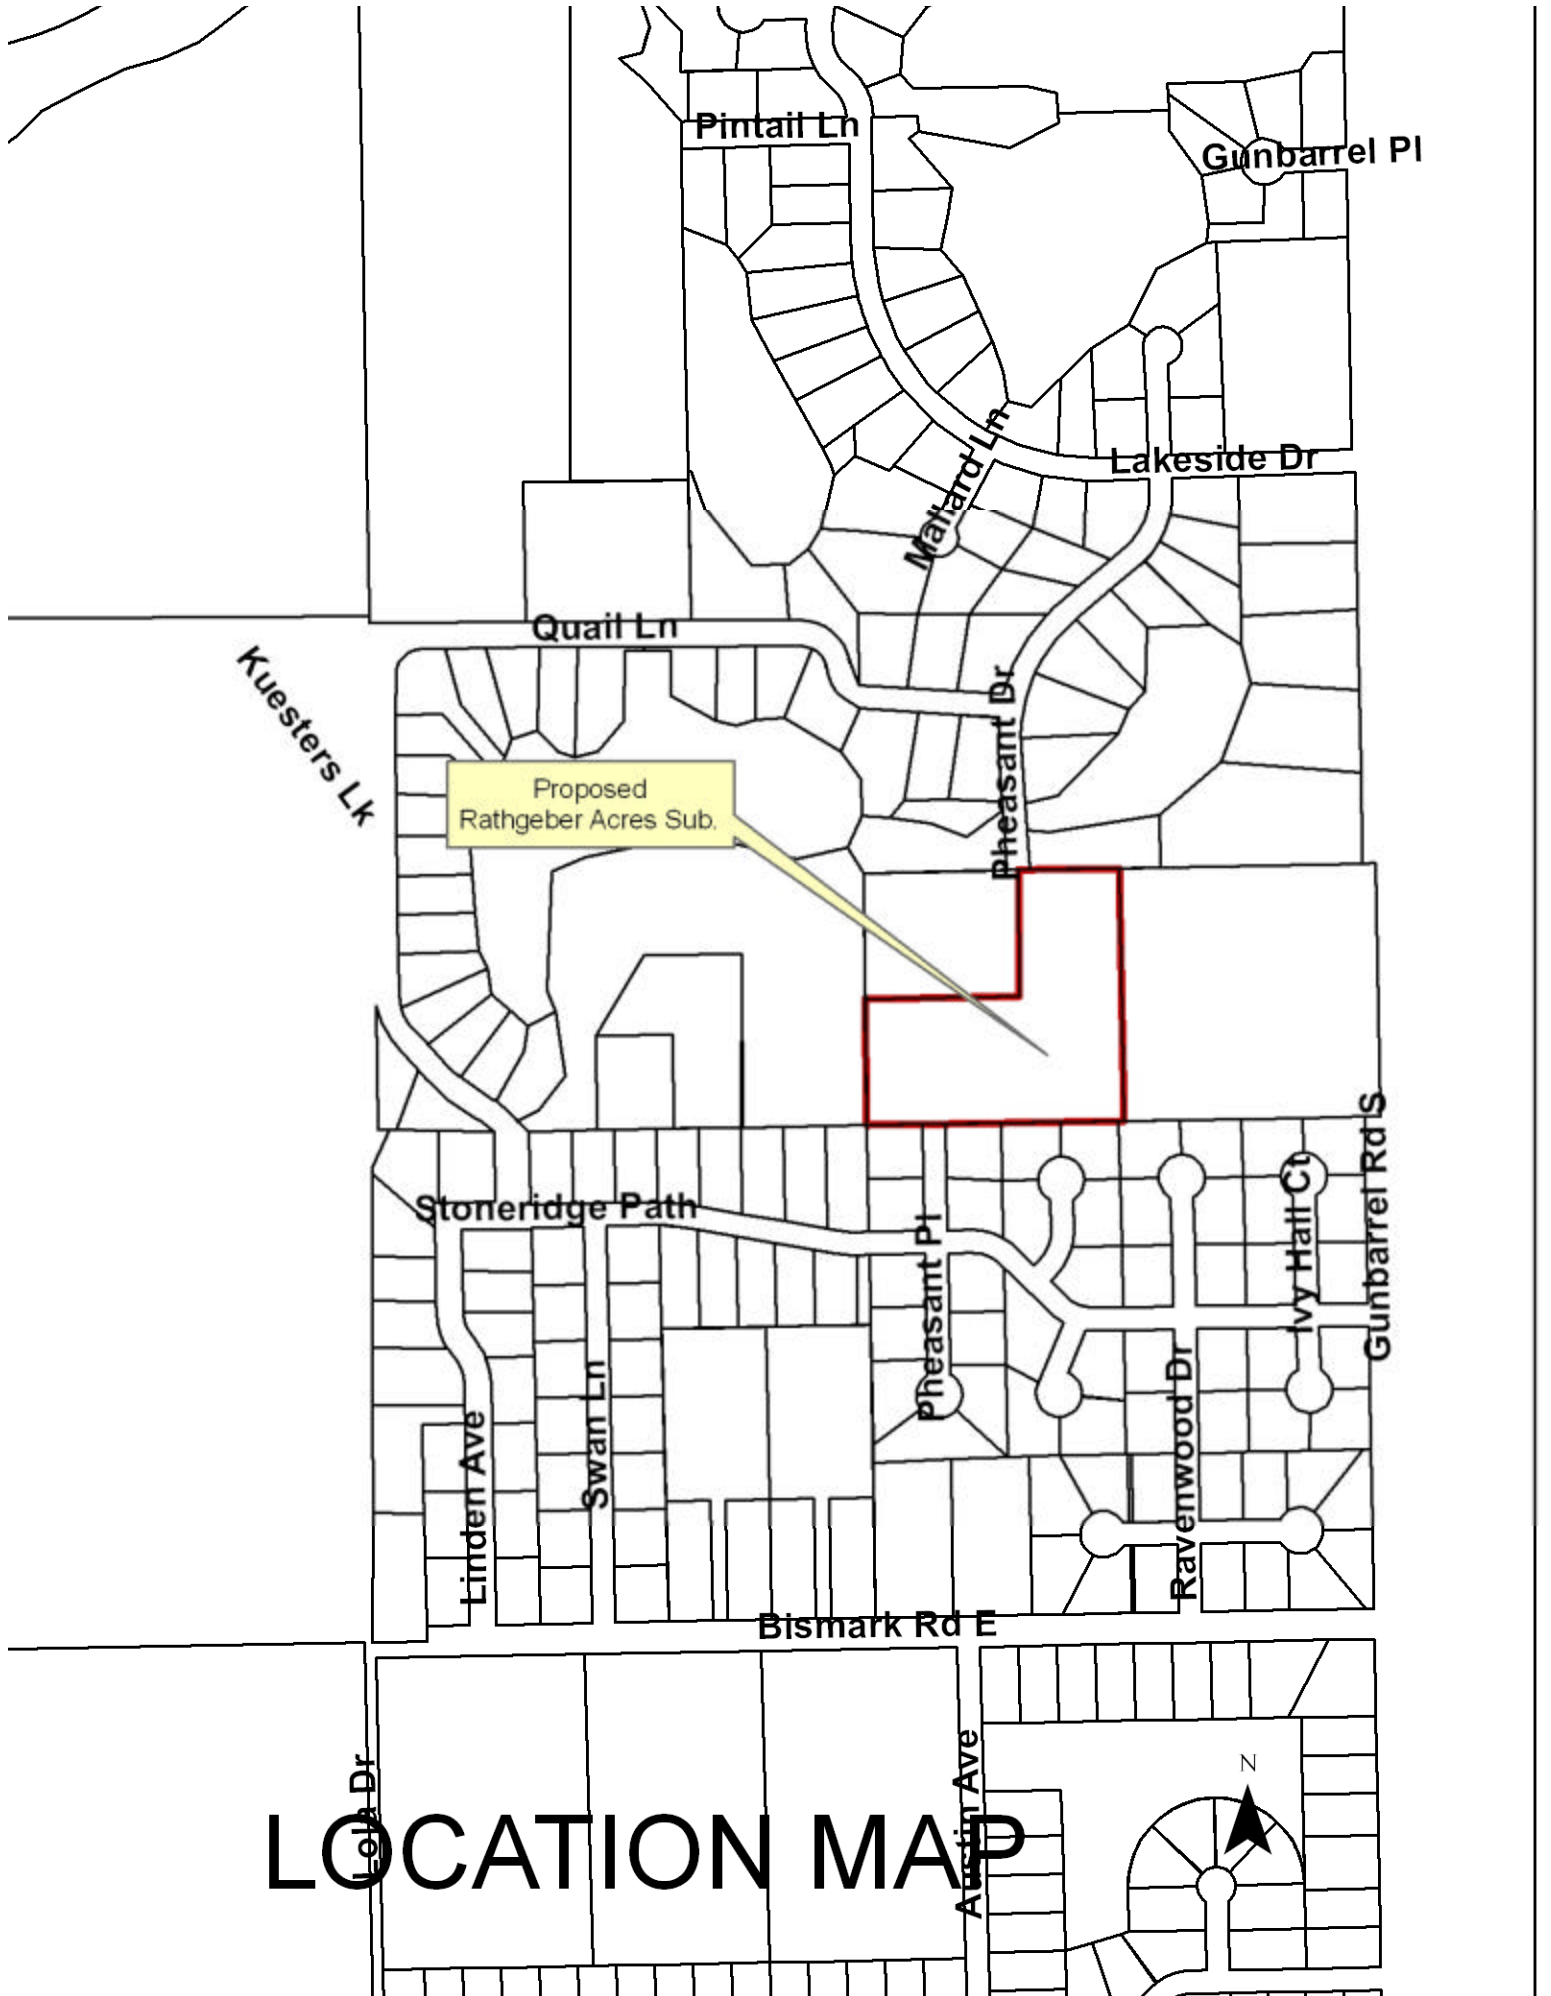 Pintail Ln
Gunbarrel Pl
Mallard Ln
Lakeside Dr
Quail Ln
Kuesters Lk
Pheasant Dr
Proposed
Rathgeber Acres Sub.
Pheasant Dr
Stoneridge Path
Pheasant Pl
Ivy Hall Ct
Gunbarrel Rd S
Linden Ave
Swan Ln
Ravenwood Dr
Bismark Rd E
Lola Dr
Austin Ave
N
LOCATION MAP